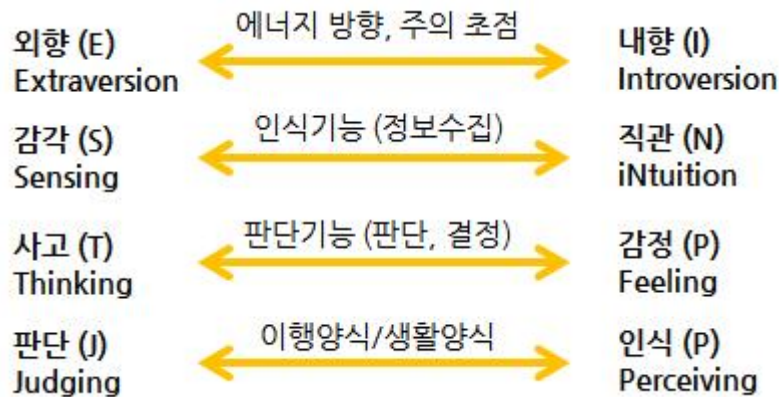 외향 (E) 에너지 방향, 주의 초점 내향 (I)
Extraversion Introversion
감각 (S) 인식기능 (정보수집) 직관 (N)
Sensing iNtuition
사고 (T) 판단기능 (판단, 결정) 감정 (P)
Thinking Feeling
판단 (J) 이행양식/생활양식 인식 (P)
Judging Perceiving